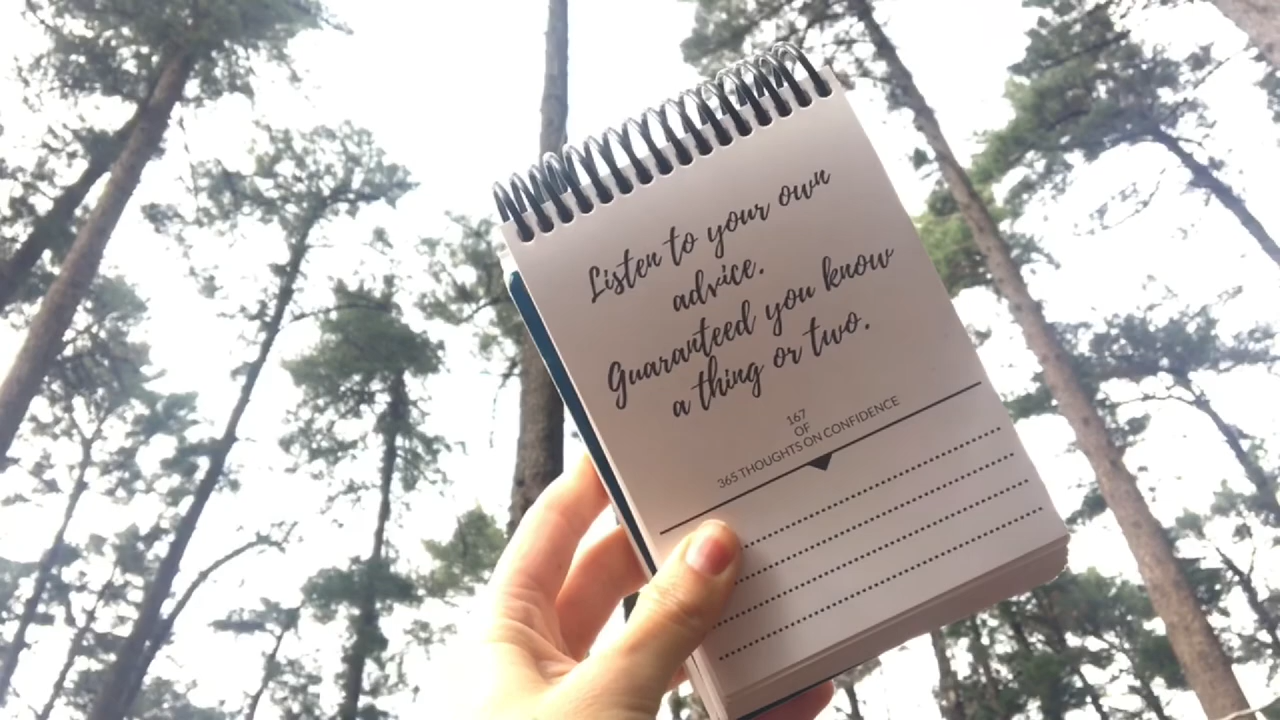 Listen to your own
advice.
Guaranteed you know
a thing or two.
167
OF
365 THOUGHTS ON CONFIDENCE